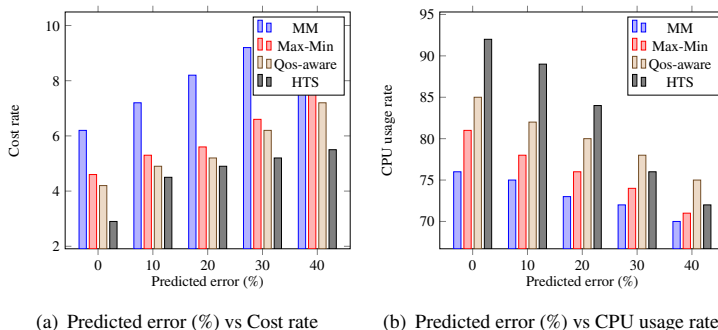 10
8
6
4
2
Cost rate
MM
Max-Min
Qos-aware
HTS
0 10 20 30 40
Predicted error (%)
(a) Predicted error (%) vs Cost rate
95
90
85
80
75
70
CPU usage rate
MM
Max-Min
Qos-aware
HTS
0 10 20 30 40
Predicted error (%)
(b) Predicted error (%) vs CPU usage rate